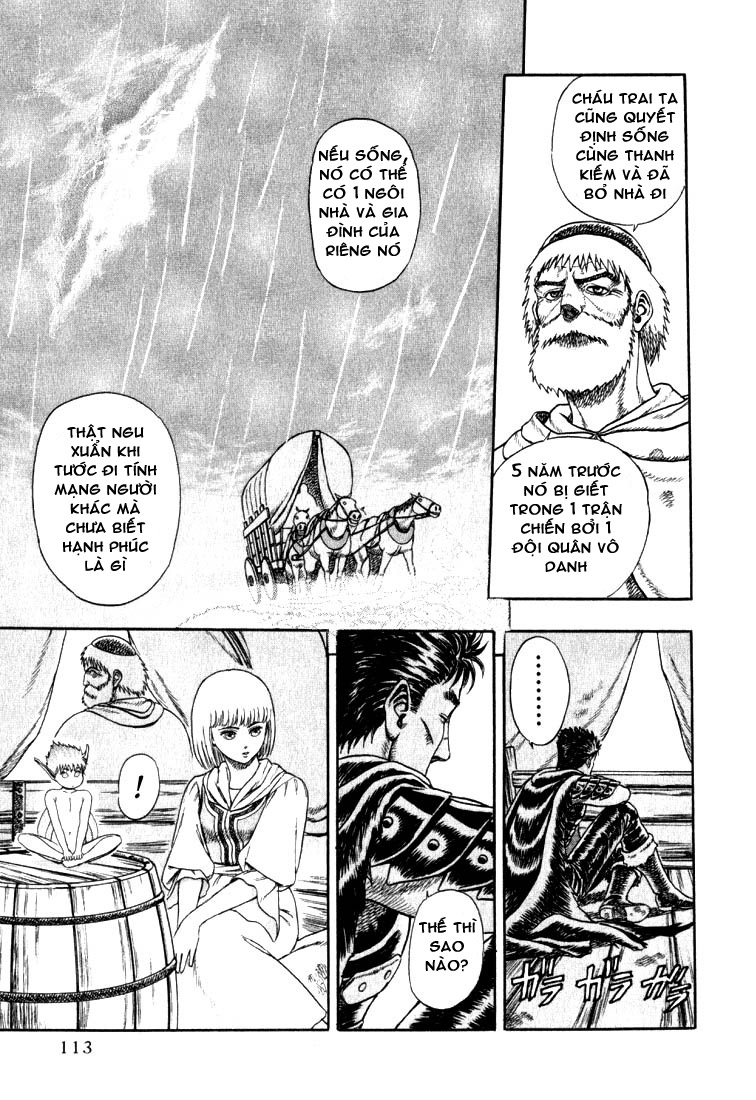 CHÁU TRAI TA
CŨNG QUYẾT
ĐỊNH SỐNG
CÙNG THANH
KIẾM VÀ ĐÃ
BỎ NHÀ ĐI
5 NĂM TRƯỚC
NÓ BỊ GIẾT
TRONG 1 TRẬN
CHIẾN BỞI 1
ĐỘI QUÂN VÔ
DANH
NẾU SỐNG,
NÓ CÓ THỂ
CÓ 1 NGÔI
NHÀ VÀ GIA
ĐÌNH CỦA
RIÊNG NÓ
THẬT NGU
XUẨN KHI
TƯỚC ĐI TÍNH
MẠNG NGƯỜI
KHÁC MÀ
CHƯA BIẾT
HẠNH PHÚC
LÀ GÌ
........
ガラ ガラ ガラ
THẾ THÌ
SAO
NÀO?
!
113